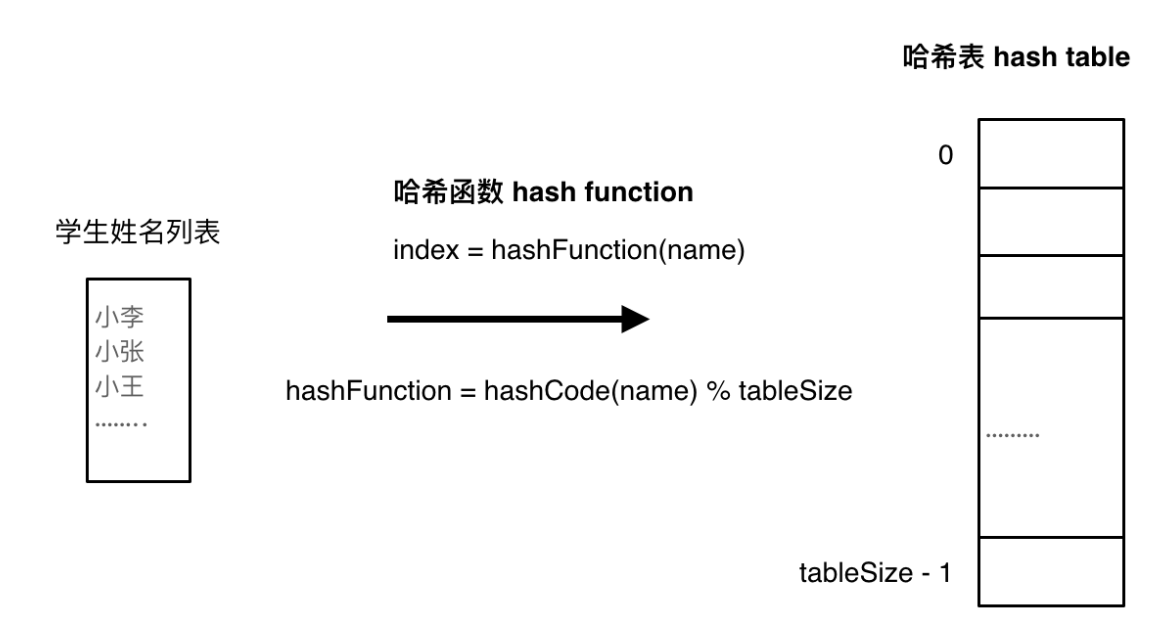 哈希表 hash table
0
哈希函数 hash function
学生姓名列表
index = hashFunction(name)
小李
小张
小王
........
hashFunction = hashCode(name) % tableSize
.........
tableSize - 1